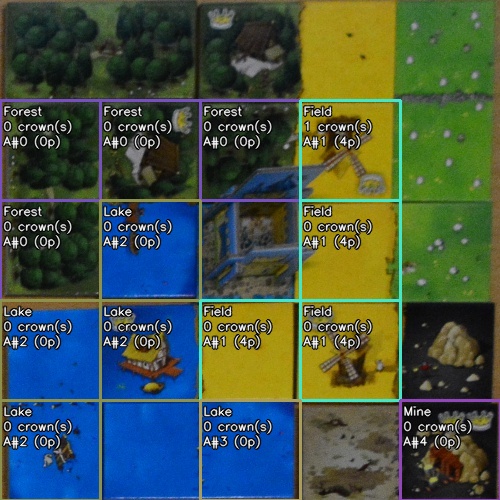 Forest
0 crown(s)
A#0 (0p)
Forest
0 crown(s)
A#0 (0p)
Forest
0 crown(s)
A#0 (0p)
Field
1 crown(s)
A#1 (4p)
Forest
0 crown(s)
A#0 (0p)
Lake
0 crown(s)
A#2 (0p)
Field
0 crown(s)
A#1 (4p)
Lake
0 crown(s)
A#2 (0p)
Lake
0 crown(s)
A#2 (0p)
Field
0 crown(s)
A#1 (4p)
Field
0 crown(s)
A#1 (4p)
Lake
0 crown(s)
A#2 (0p)
Lake
0 crown(s)
A#3 (0p)
Mine
0 crown(s)
A#4 (0p)